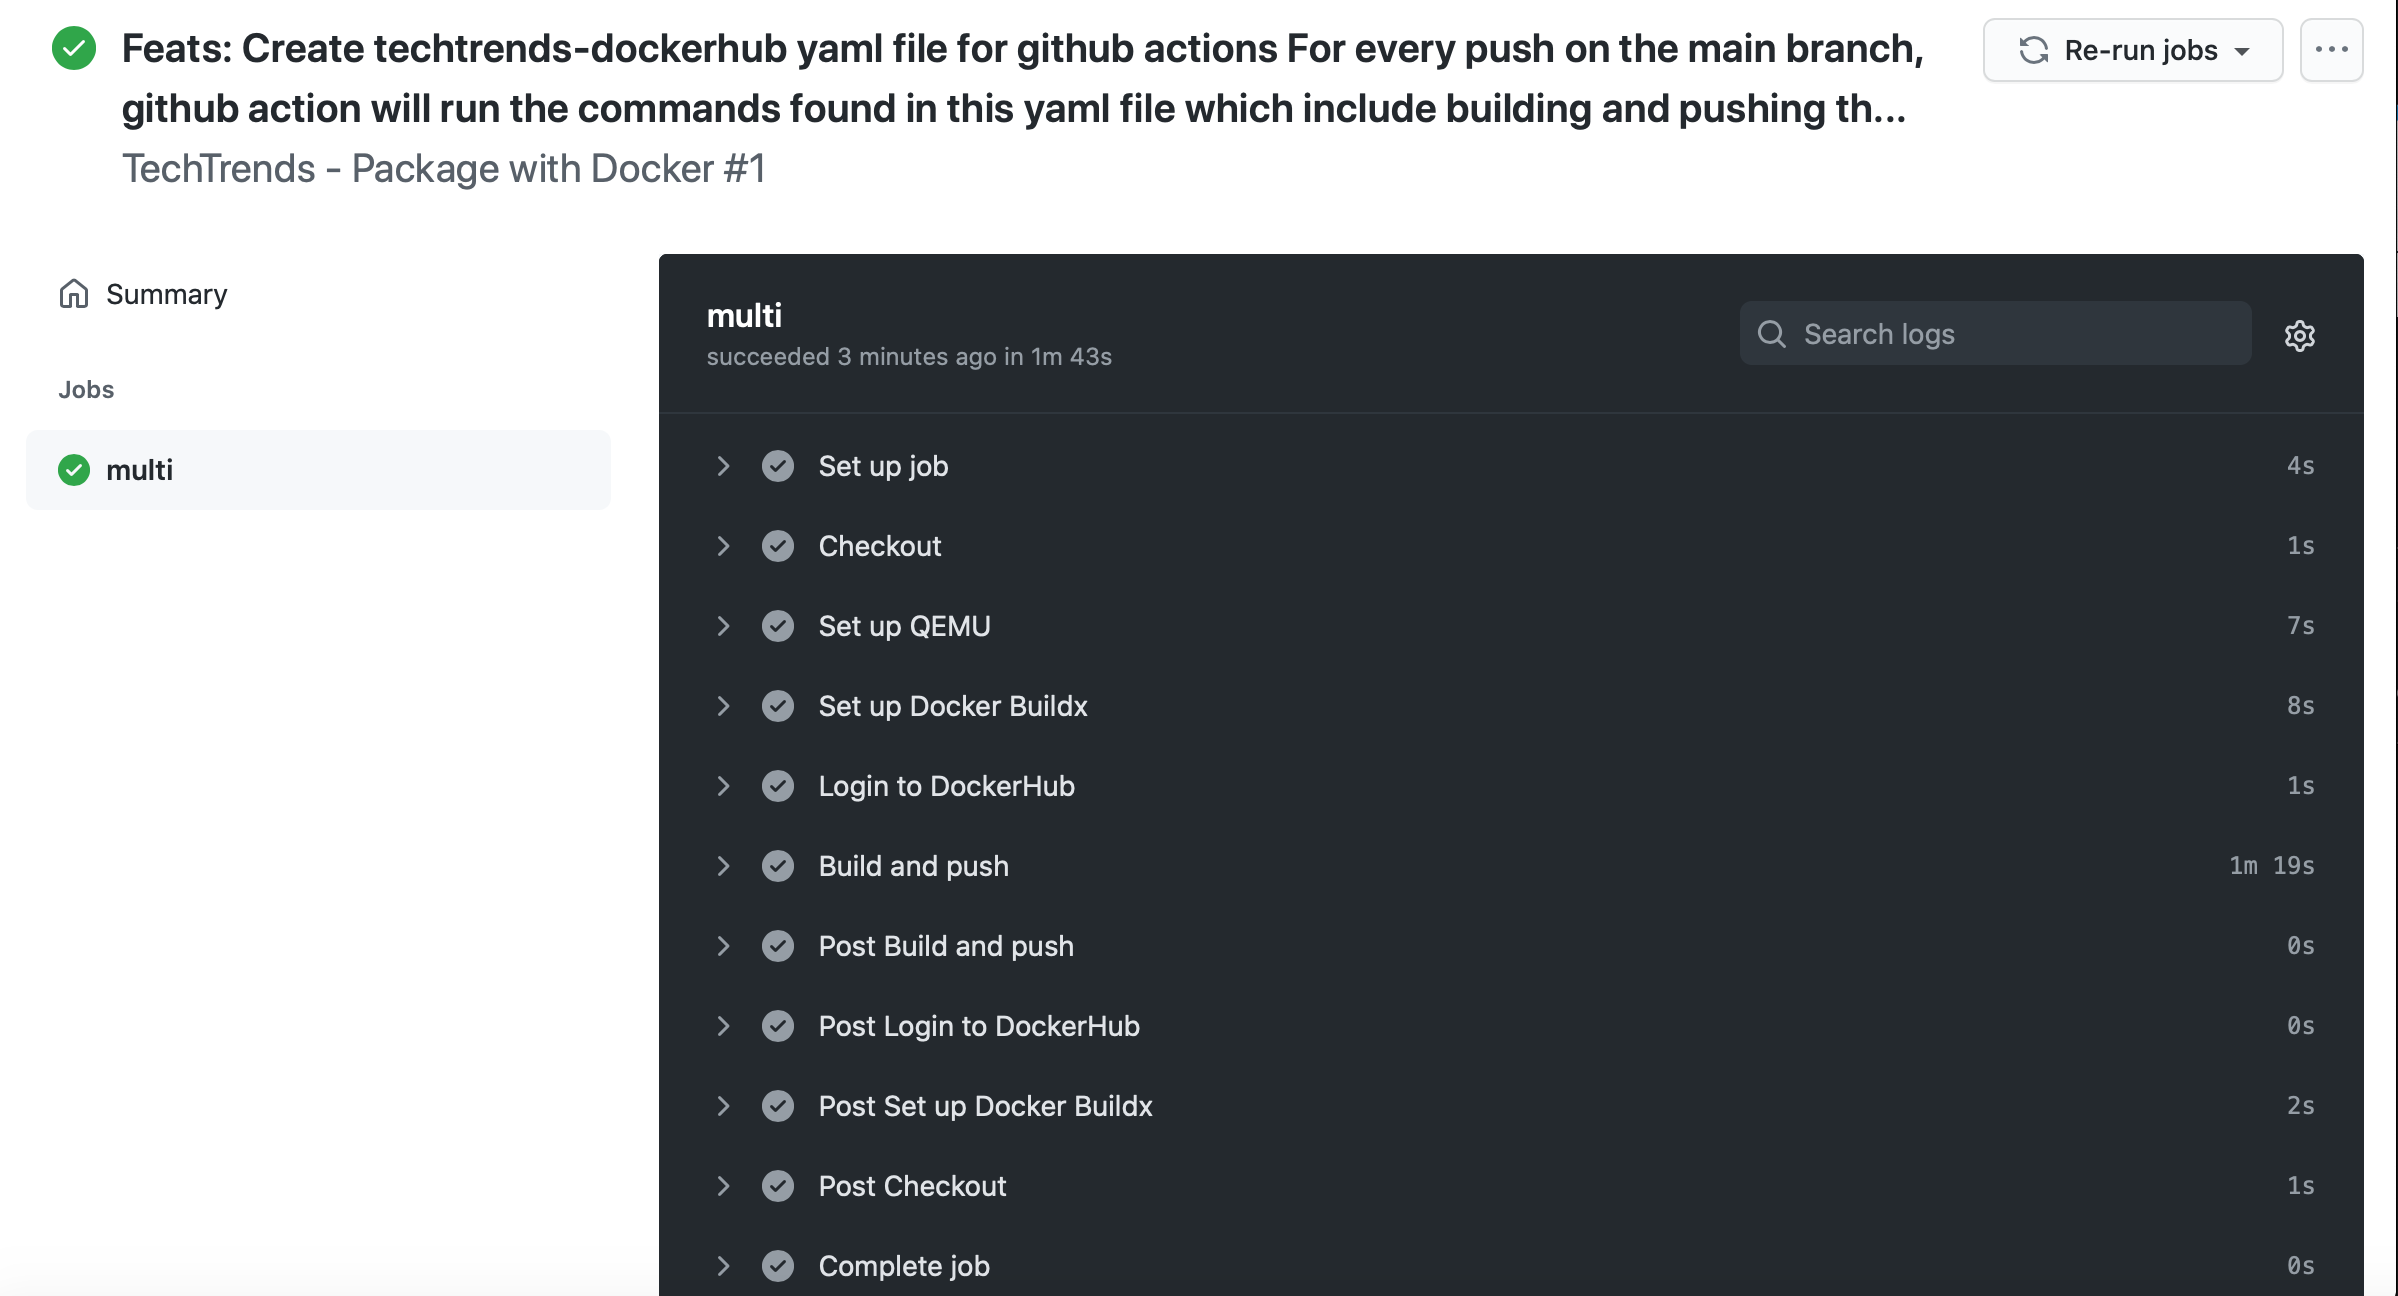 Feats: Create techtrends-dockerhub yaml file for github actions For every push on the main branch,
github action will run the commands found in this yaml file which include building and pushing th...
TechTrends - Package with Docker #1
Re-run jobs
Summary
Jobs
multi
multi
succeeded 3 minutes ago in 1m 43s
Search logs
Set up job 4s
Checkout 1s
Set up QEMU 7s
Set up Docker Buildx 8s
Login to DockerHub 1s
Build and push 1m 19s
Post Build and push 0s
Post Login to DockerHub 0s
Post Set up Docker Buildx 2s
Post Checkout 1s
Complete job 0s